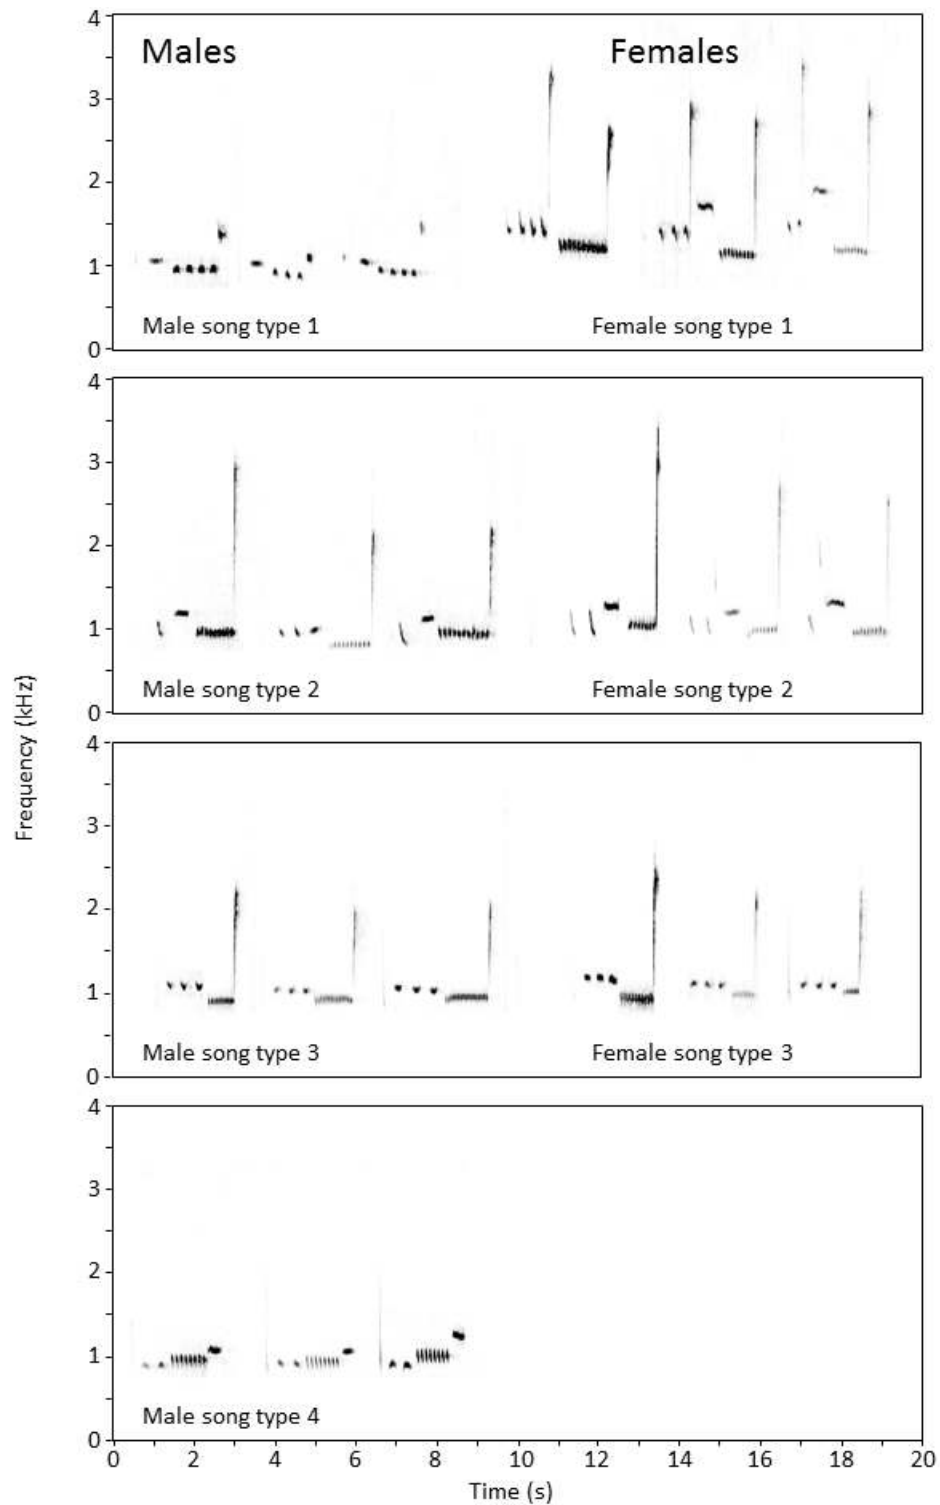 4
Males Females
3
2
1
Male song type 1 Female song type 1
0
4
3
2
1
Male song type 2 Female song type 2
0
Frequency (kHz)
4
3
2
1
Male song type 3 Female song type 3
0
4
3
2
1
Male song type 4
0
0 2 4 6 8 10 12 14 16 18 20
Time (s)